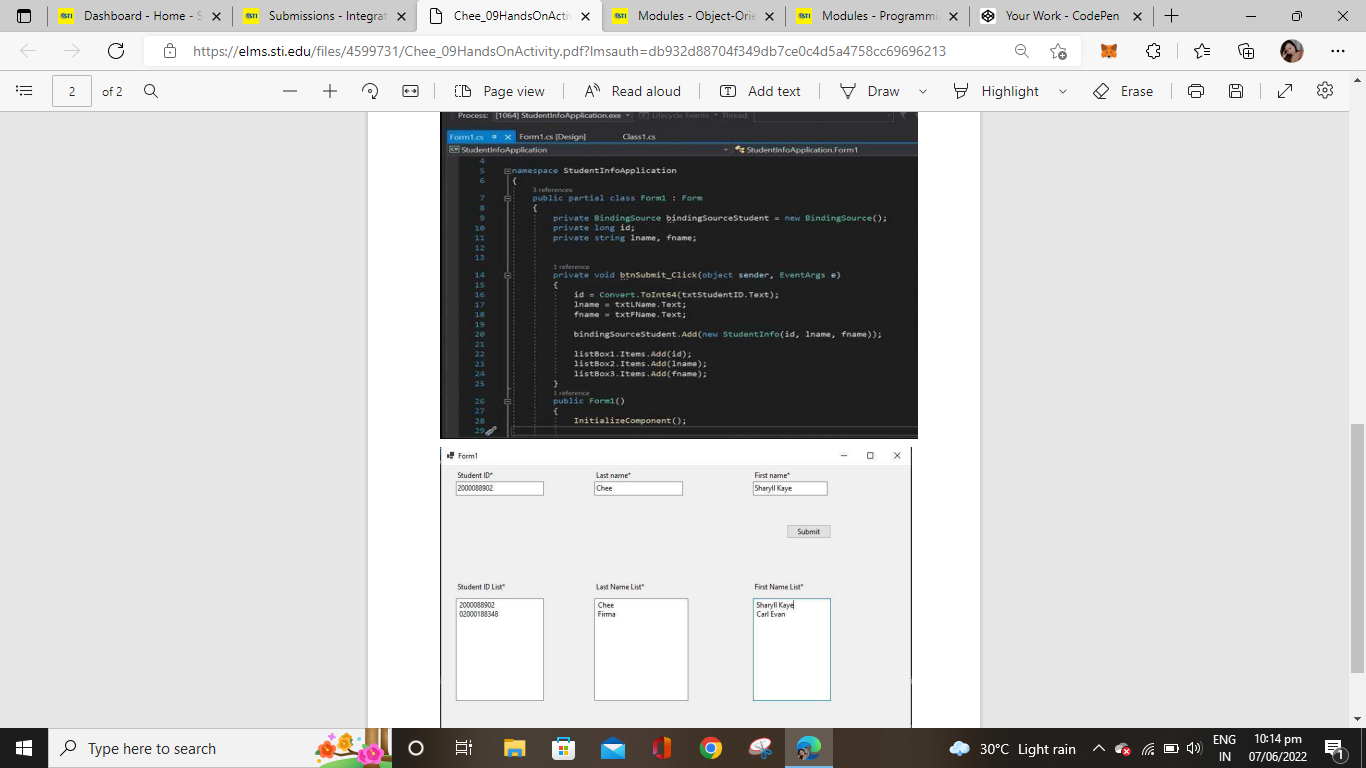 Dashboard - Home - S
Submissions - Integrat
Chee_09HandsOnActiv
Modules - Object-Orie
Modules - Programmi
Your Work - CodePen
https://elms.sti.edu/files/4599731/Chee_09HandsOnActivity.pdf?lmsauth=db932d88704f349db7ce0c4d5a4758cc69696213
2 of 2 Page view Read aloud Add text Draw Highlight Erase
Process: [1064] StudentInfoApplication.exe Lifecycle Events Thread:
Form1.cs Form1.cs [Design] Class1.cs
StudentInfoApplication StudentInfoApplication.Form1
4
5 namespace StudentInfoApplication
6 {
3 references
7 public partial class Form1 : Form
8 {
9 private BindingSource bindingSourceStudent = new BindingSource();
10 private long id;
11 private string lname, fname;
12
13
1 reference
14 private void btnSubmit_Click(object sender, EventArgs e)
15 {
16 id = Convert.ToInt64(txtStudentID.Text);
17 lname = txtLName.Text;
18 fname = txtFName.Text;
19
20 bindingSourceStudent.Add(new StudentInfo(id, lname, fname));
21
22 listBox1.Items.Add(id);
23 listBox2.Items.Add(lname);
24 listBox3.Items.Add(fname);
25 }
1 reference
26 public Form1()
27 {
28 InitializeComponent();
29
Form1
Student ID* Last name* First name*
2000088902 Chee Sharyll Kaye
Submit
Student ID List* Last Name List* First Name List*
2000088902 Chee Sharyll Kaye
02000188348 Firma Carl Evan
Type here to search
30°C Light rain
ENG
IN
10:14 pm
07/06/2022
1